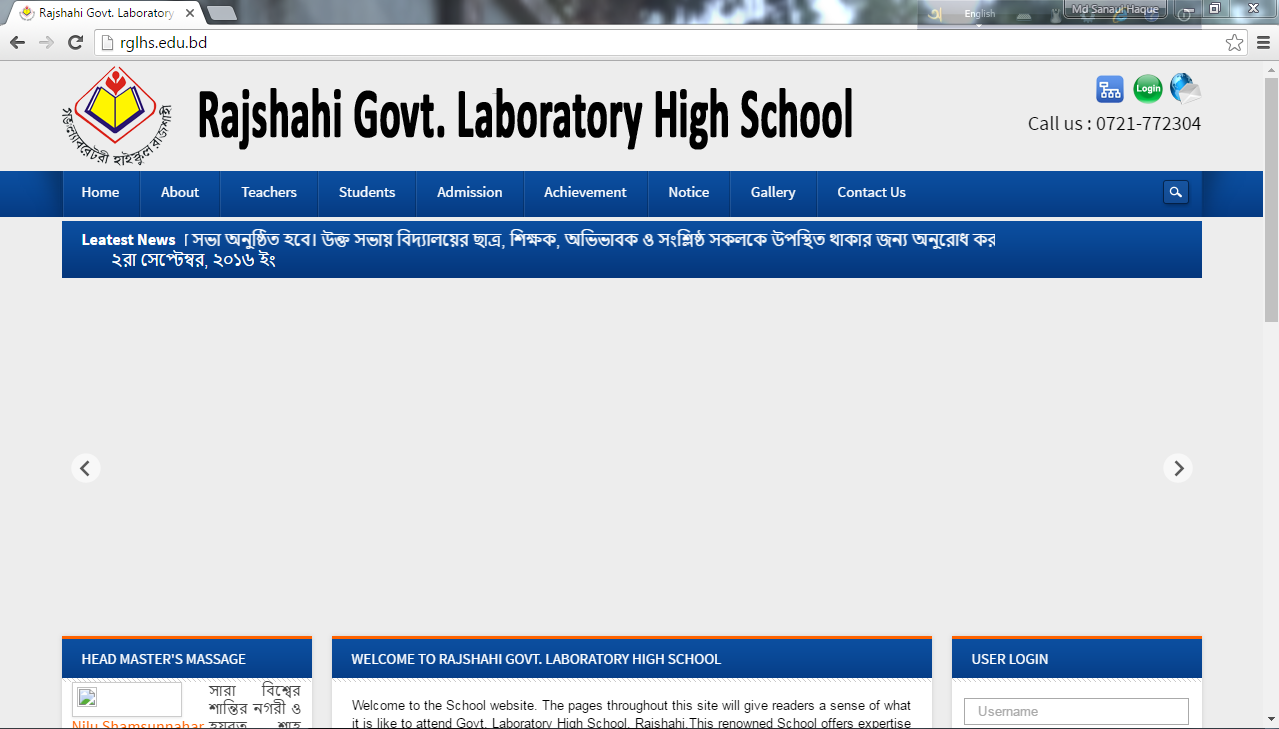 Rajshahi Govt. Laboratory
English
Md Sanaul Haque
rglhs.edu.bd
Rajshahi Govt. Laboratory High School
Login
Call us : 0721-772304
Home About Teachers Students Admission Achievement Notice Gallery Contact Us
Leatest News সভা অনুষ্ঠিত হবে। উক্ত সভায় বিদ্যালয়ের ছাত্র, শিক্ষক, অভিভাবক ও সংশ্লিষ্ঠ সকলকে উপস্থিত থাকার জন্য অনুরোধ কর
২রা সেপ্টেম্বর, ২০১৬ ইং
HEAD MASTER'S MASSAGE
সারা বিশ্বের
শান্তির নগরী ও
Nilu Shamsunnahar হযরত শাহ
WELCOME TO RAJSHAHI GOVT. LABORATORY HIGH SCHOOL
Welcome to the School website. The pages throughout this site will give readers a sense of what
it is like to attend Govt. Laboratory High School, Rajshahi.This renowned School offers expertise
USER LOGIN
Username